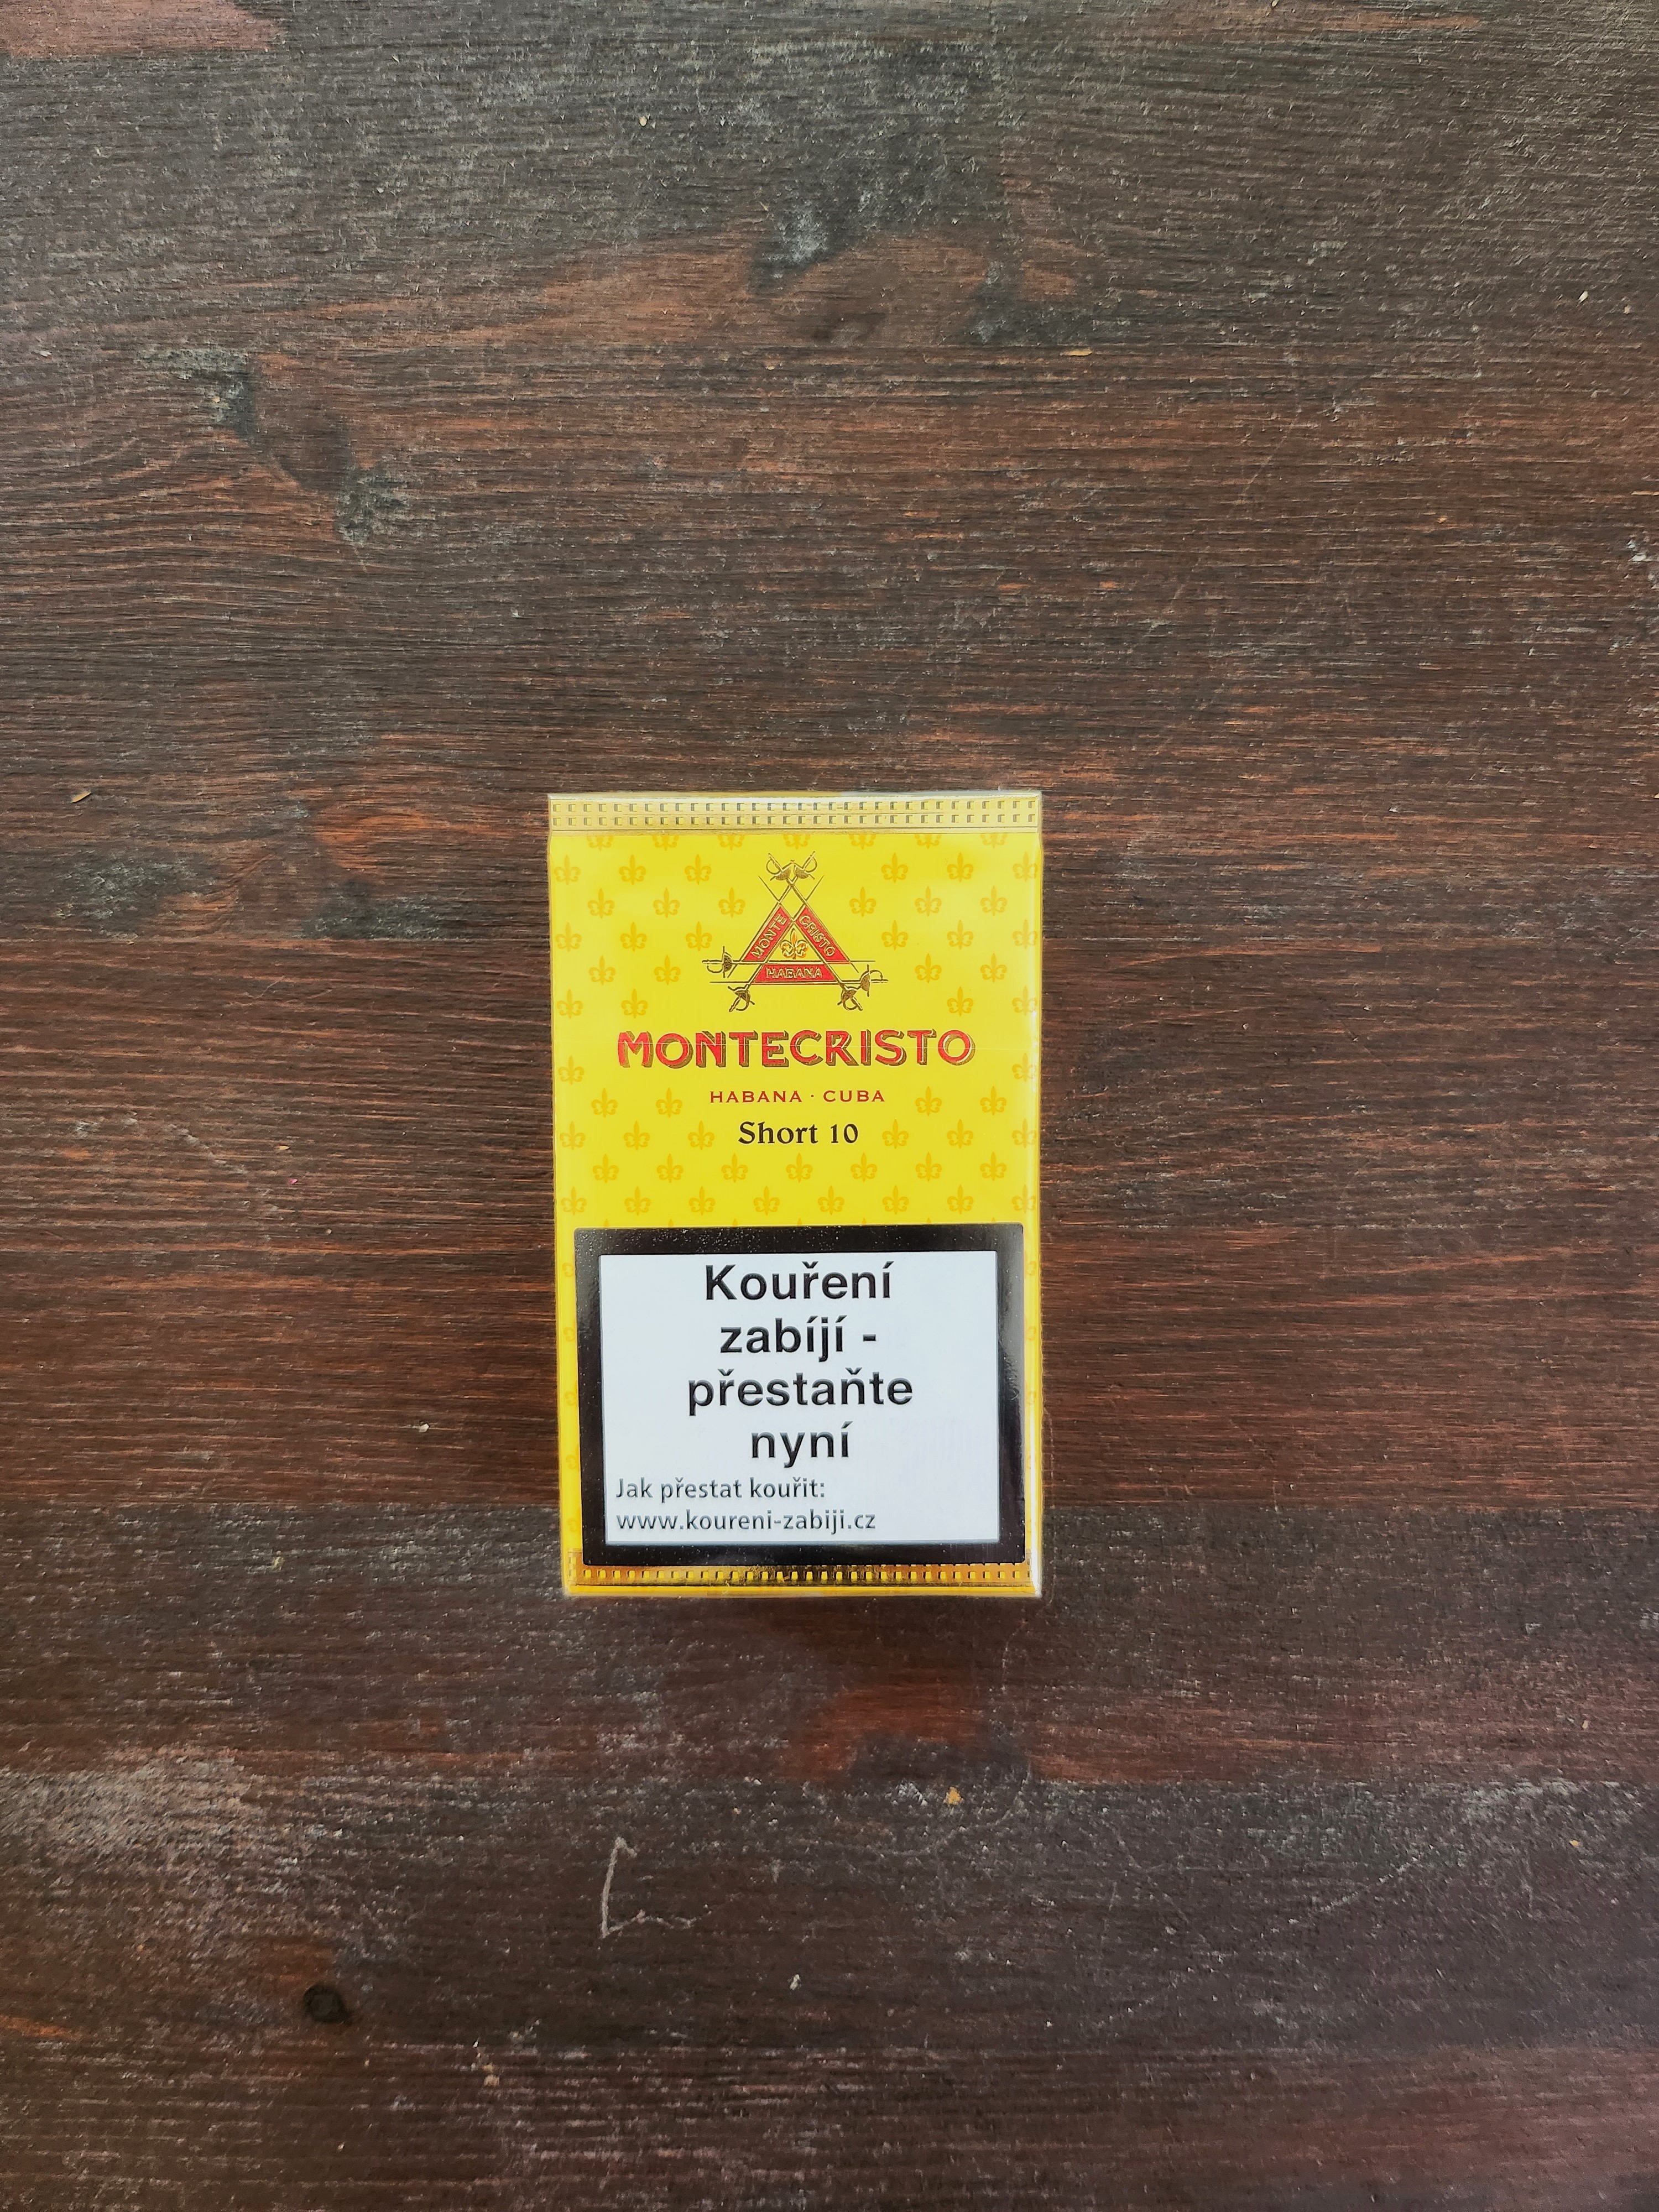 MONTE CRISTO
HABANA
MONTECRISTO
HABANA · CUBA
Short 10
Kouření
zabíjí -
přestaňte
nyní
Jak přestat kouřit:
www.koureni-zabiji.cz